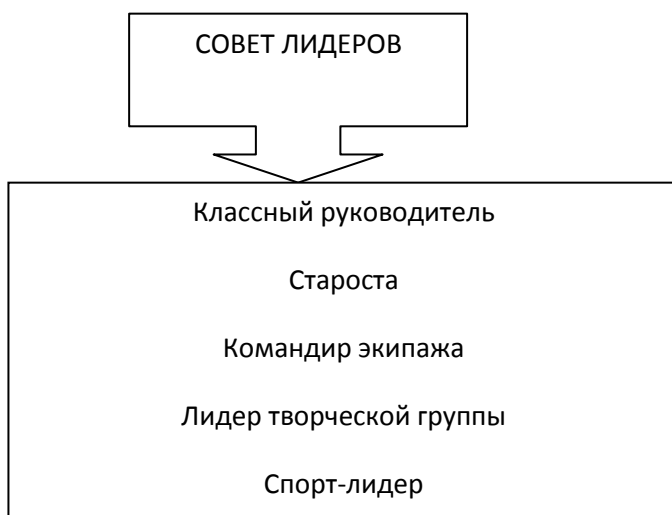 СОВЕТ ЛИДЕРОВ
Классный руководитель
Староста
Командир экипажа
Лидер творческой группы
Спорт-лидер